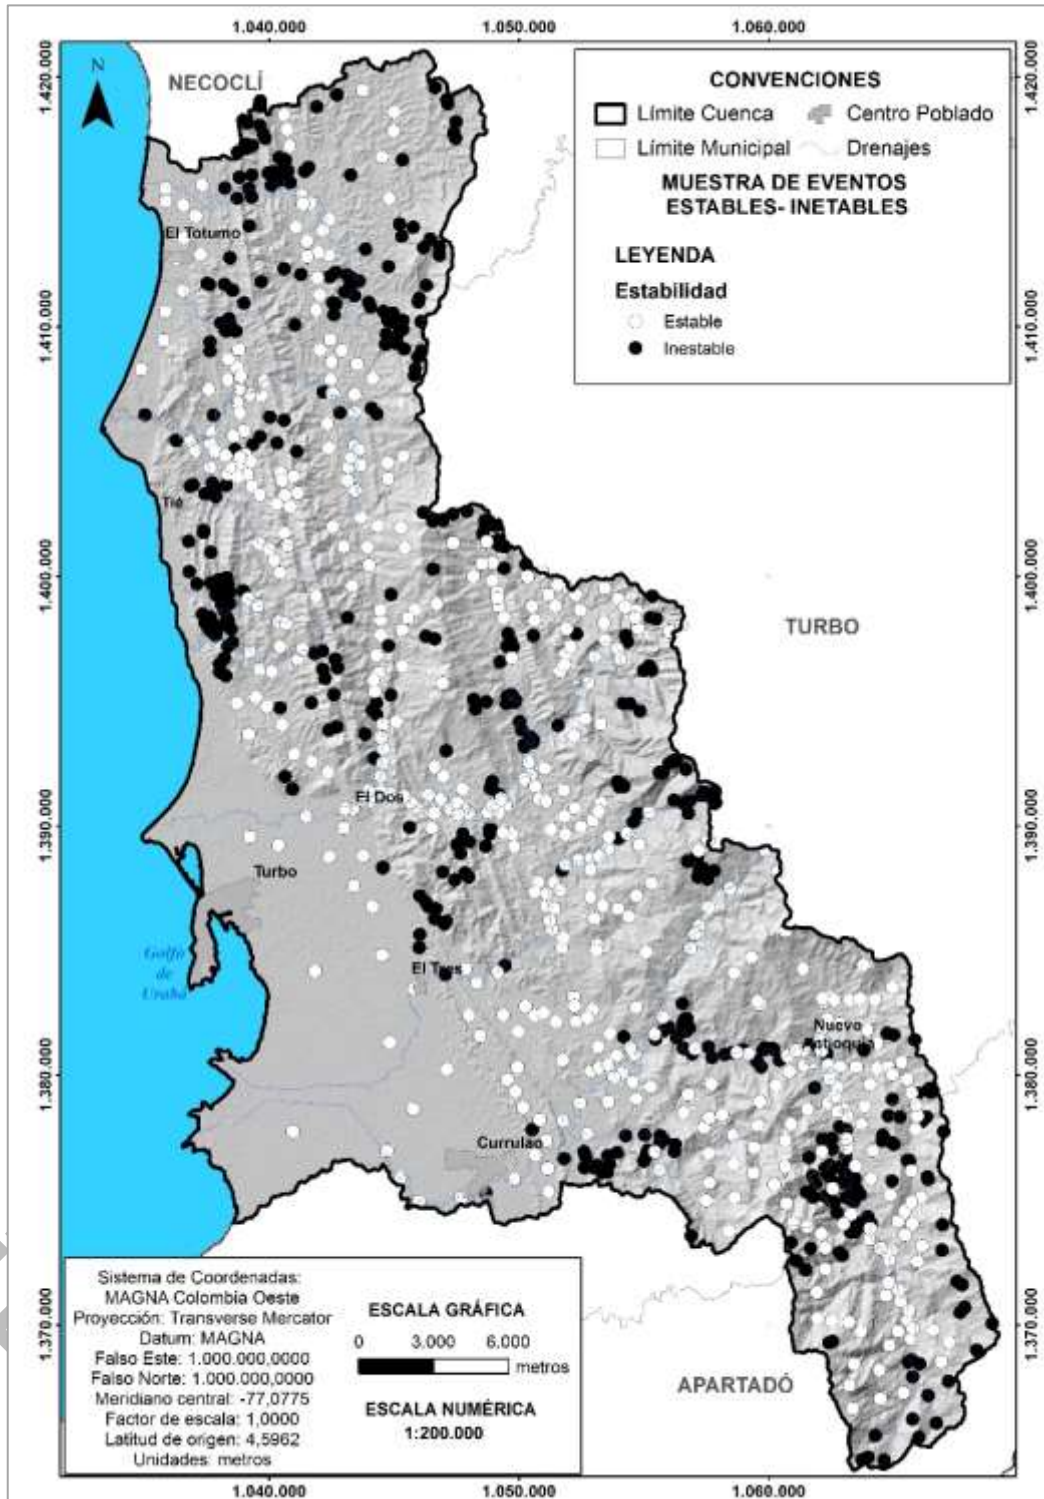 1.040.000
1.050.000
1.060.000
1.420.000
1.420.000
N
NECOCLÍ
CONVENCIONES
Límite Cuenca
Centro Poblado
Límite Municipal
Drenajes
MUESTRA DE EVENTOS
ESTABLES- INETABLES
LEYENDA
Estabilidad
Estable
Inestable
El Totumo
1.410.000
1.410.000
Tié
1.400.000
1.400.000
TURBO
El Dos
1.390.000
1.390.000
Turbo
Golfo
de
Urabá
El Tres
Nuevo
Antioquia
1.380.000
1.380.000
Currulao
1.370.000
1.370.000
APARTADÓ
Sistema de Coordenadas:
MAGNA Colombia Oeste
Proyección: Transverse Mercator
Datum: MAGNA
Falso Este: 1.000.000,0000
Falso Norte: 1.000.000,0000
Meridiano central: -77,0775
Factor de escala: 1,0000
Latitud de origen: 4,5962
Unidades: metros
ESCALA GRÁFICA
0 3.000 6.000
metros
ESCALA NUMÉRICA
1:200.000
1.040.000
1.050.000
1.060.000